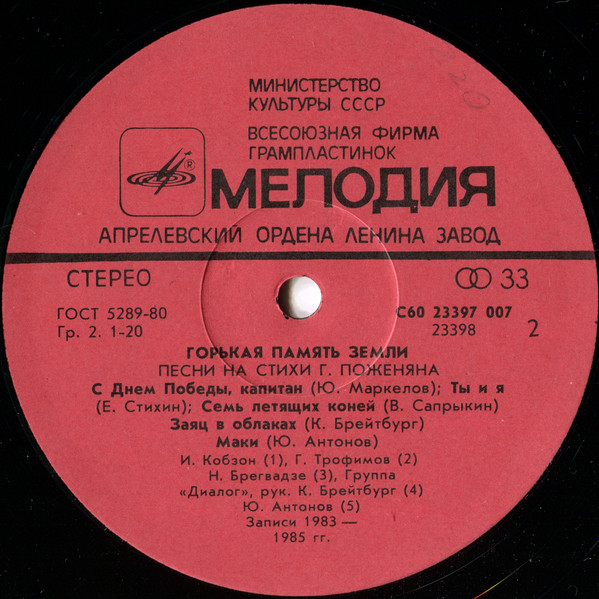 220
МИНИСТЕРСТВО
КУЛЬТУРЫ СССР
ВСЕСОЮЗНАЯ ФИРМА
ГРАМПЛАСТИНОК
®
МЕЛОДИЯ
АПРЕЛЕВСКИЙ ОРДЕНА ЛЕНИНА ЗАВОД
СТЕРЕО 33
ГОСТ 5289-80 С60 23397 007
Гр. 2. 1-20 23398 2
ГОРЬКАЯ ПАМЯТЬ ЗЕМЛИ
ПЕСНИ НА СТИХИ Г. ПОЖЕНЯНА
С Днем Победы, капитан (Ю. Маркелов); Ты и я
(Е. Стихин); Семь летящих коней (В. Сапрыкин)
Заяц в облаках (К. Брейтбург)
Маки (Ю. Антонов)
И. Кобзон (1), Г. Трофимов (2)
Н. Брегвадзе (3), Группа
«Диалог», рук. К. Брейтбург (4)
Ю. Антонов (5)
Записи 1983 —
1985 гг.